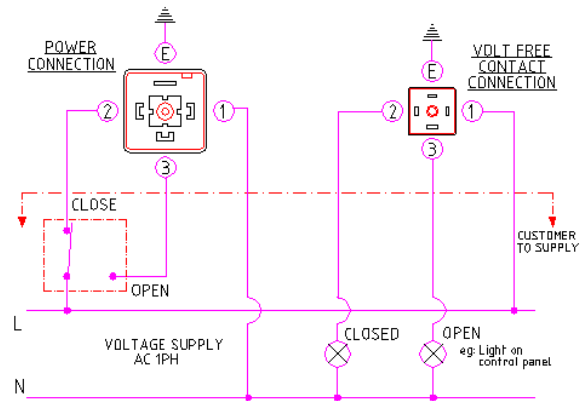 POWER
CONNECTION
E
2
1
3
VOLT FREE
CONTACT
CONNECTION
E
2
1
3
CLOSE
OPEN
CUSTOMER
TO SUPPLY
L
VOLTAGE SUPPLY
AC 1PH
CLOSED
OPEN
eg: Light on
control panel
N